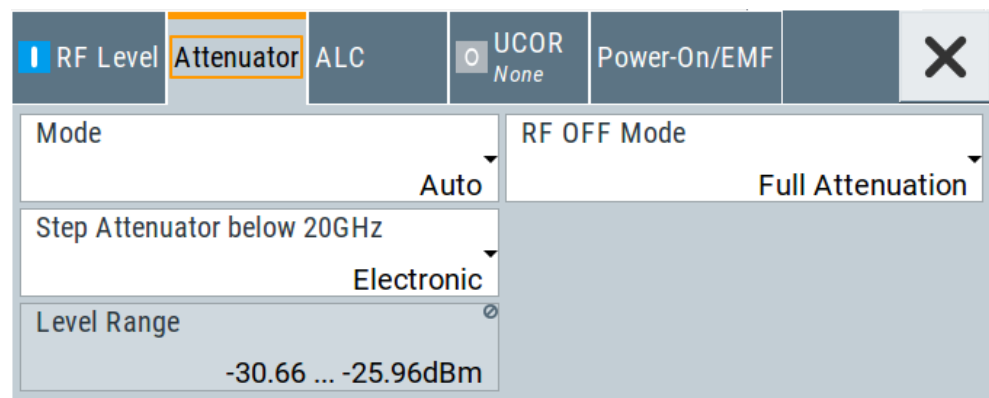 RF Level Attenuator ALC O UCOR Power-On/EMF
None
Mode RF OFF Mode
Auto Full Attenuation
Step Attenuator below 20GHz
Electronic
Level Range
-30.66 ... -25.96dBm